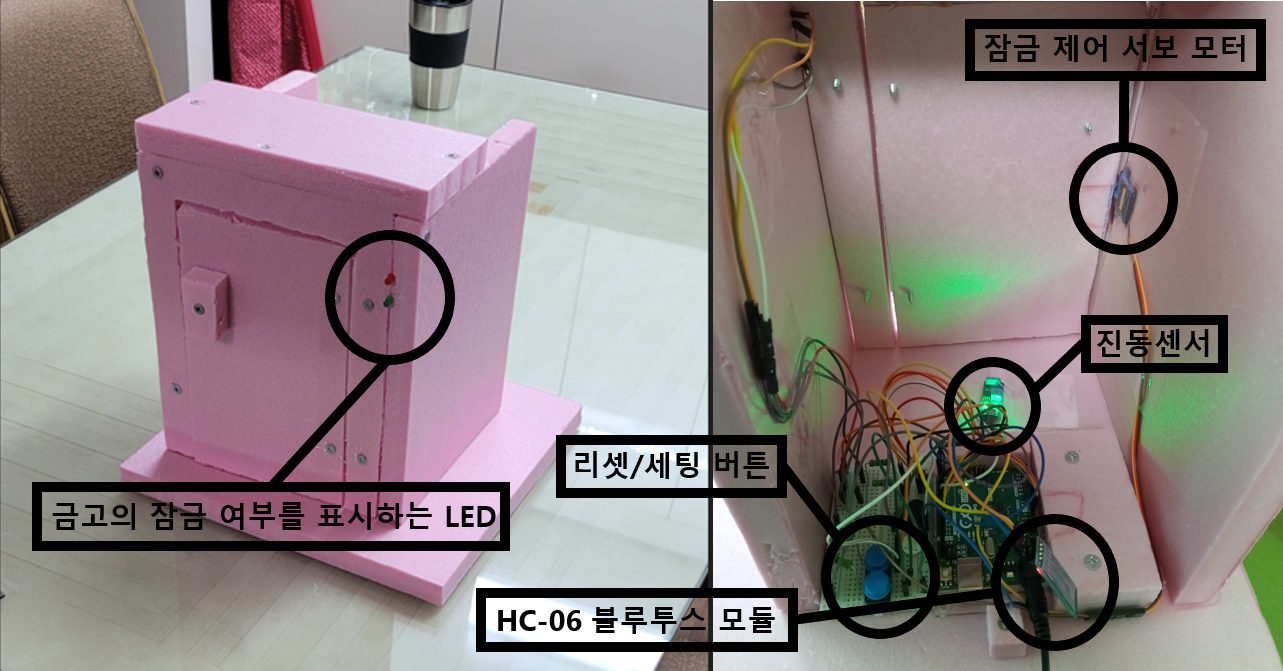 금고의 잠금 여부를 표시하는 LED
잠금 제어 서보 모터
진동센서
리셋/세팅 버튼
HC-06 블루투스 모듈